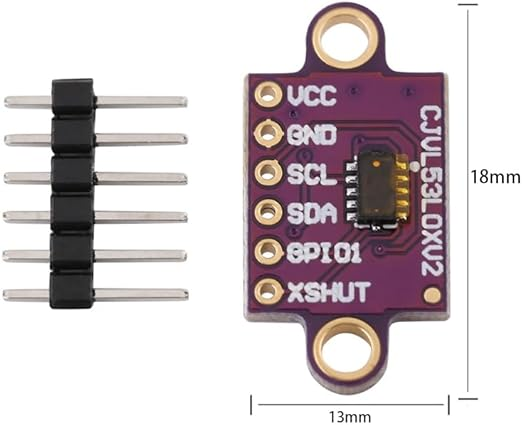 VCC
GND
SCL
SDA
GPIO1
XSHUT
CJVL53L0XV2
18mm
13mm